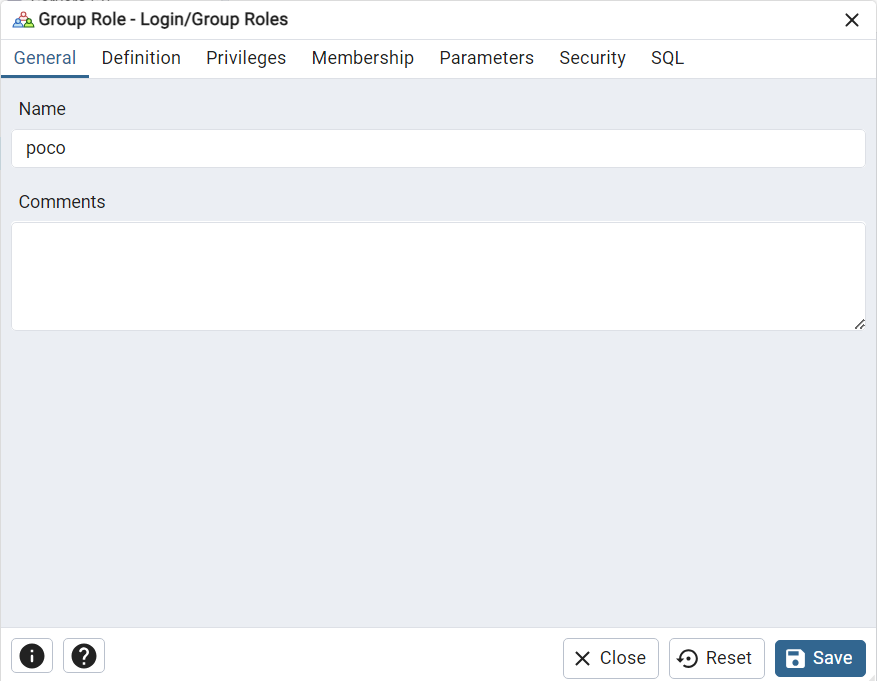 Group Role - Login/Group Roles
General Definition Privileges Membership Parameters Security SQL
Name
poco
Comments
Close Reset Save